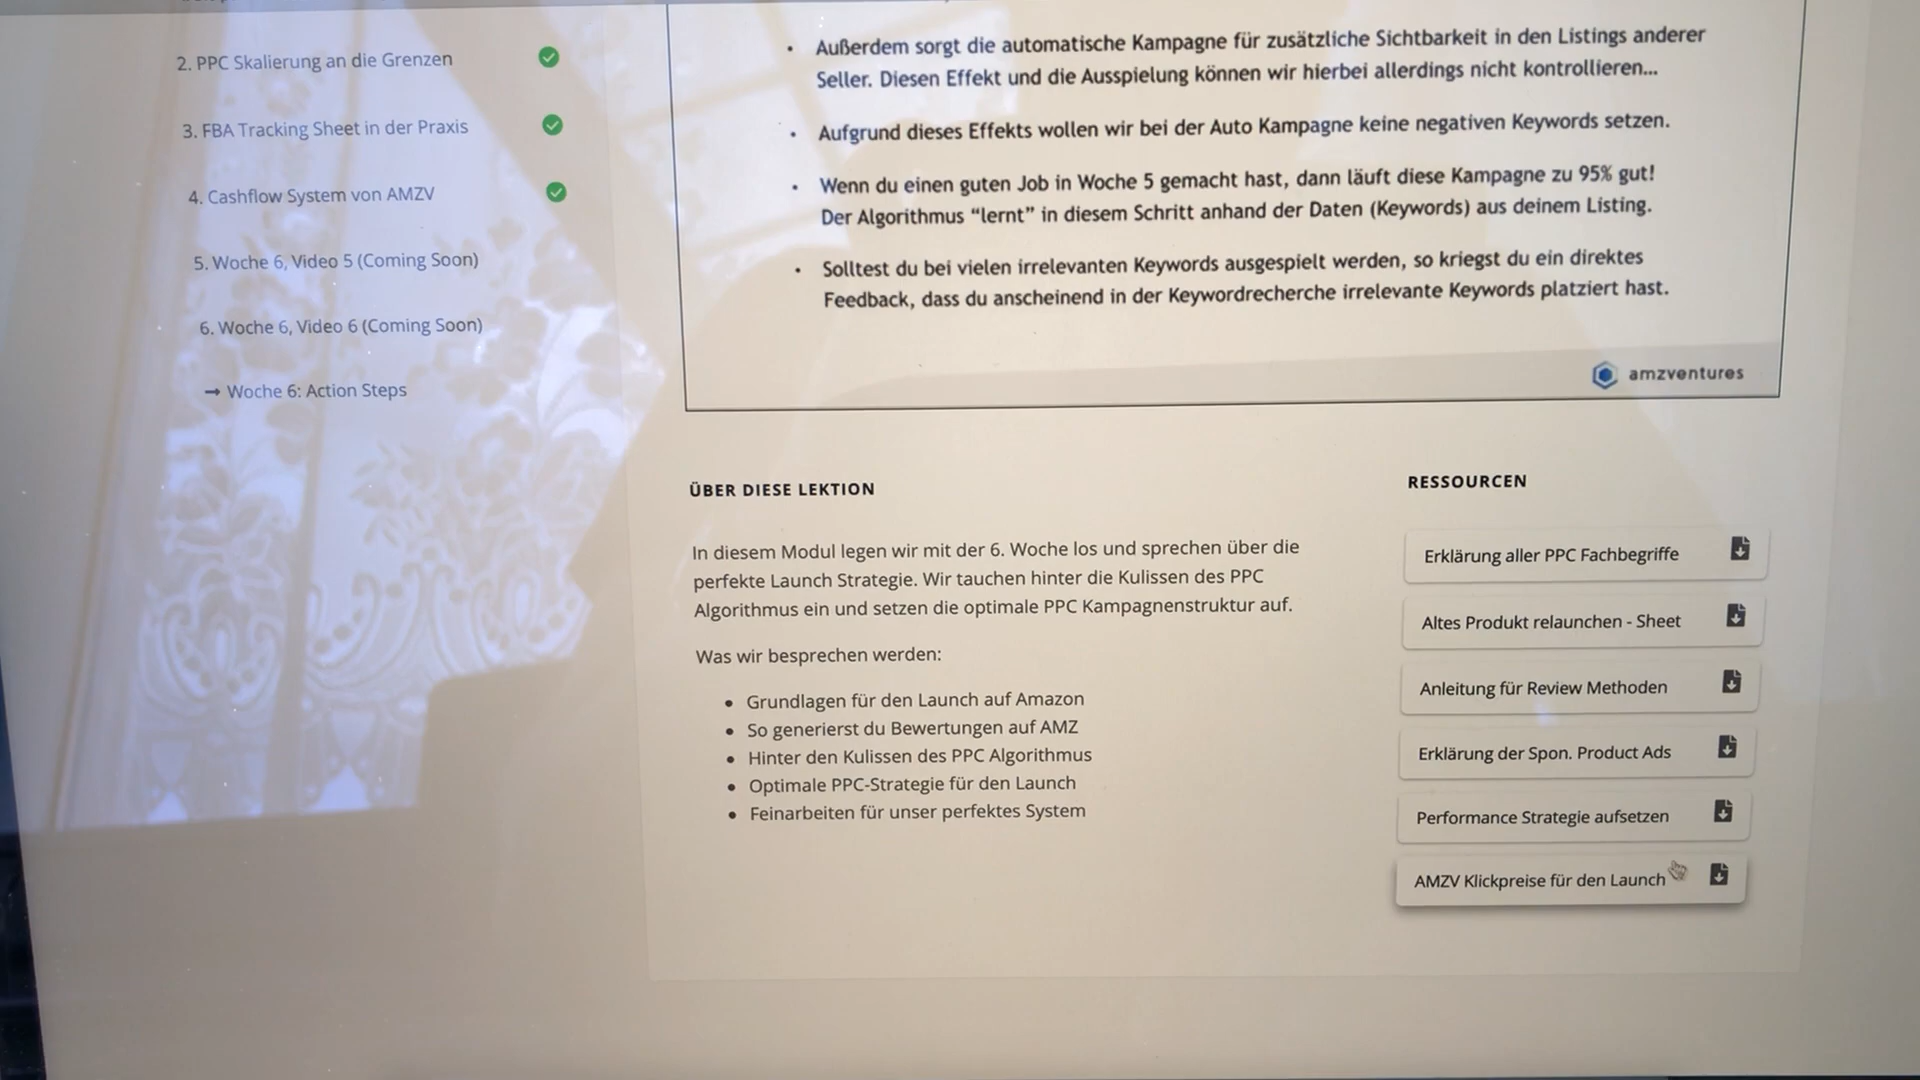 2. PPC Skalierung an die Grenzen
3. FBA Tracking Sheet in der Praxis
4. Cashflow System von AMZV
5. Woche 6, Video 5 (Coming Soon)
6. Woche 6, Video 6 (Coming Soon)
→ Woche 6: Action Steps
• Außerdem sorgt die automatische Kampagne für zusätzliche Sichtbarkeit in den Listings anderer
Seller. Diesen Effekt und die Ausspielung können wir hierbei allerdings nicht kontrollieren...
• Aufgrund dieses Effekts wollen wir bei der Auto Kampagne keine negativen Keywords setzen.
• Wenn du einen guten Job in Woche 5 gemacht hast, dann läuft diese Kampagne zu 95% gut!
Der Algorithmus “lernt” in diesem Schritt anhand der Daten (Keywords) aus deinem Listing.
• Solltest du bei vielen irrelevanten Keywords ausgespielt werden, so kriegst du ein direktes
Feedback, dass du anscheinend in der Keywordrecherche irrelevante Keywords platziert hast.
amzventures
ÜBER DIESE LEKTION
In diesem Modul legen wir mit der 6. Woche los und sprechen über die
perfekte Launch Strategie. Wir tauchen hinter die Kulissen des PPC
Algorithmus ein und setzen die optimale PPC Kampagnenstruktur auf.
Was wir besprechen werden:
• Grundlagen für den Launch auf Amazon
• So generierst du Bewertungen auf AMZ
• Hinter den Kulissen des PPC Algorithmus
• Optimale PPC-Strategie für den Launch
• Feinarbeiten für unser perfektes System
RESSOURCEN
Erklärung aller PPC Fachbegriffe
Altes Produkt relaunchen - Sheet
Anleitung für Review Methoden
Erklärung der Spon. Product Ads
Performance Strategie aufsetzen
AMZV Klickpreise für den Launch